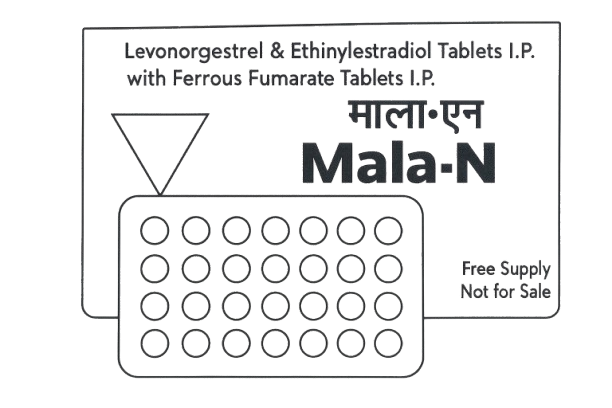 Levonorgestrel & Ethinylestradiol Tablets I.P.
with Ferrous Fumarate Tablets I.P.
माला•एन
Mala-N
Free Supply
Not for Sale